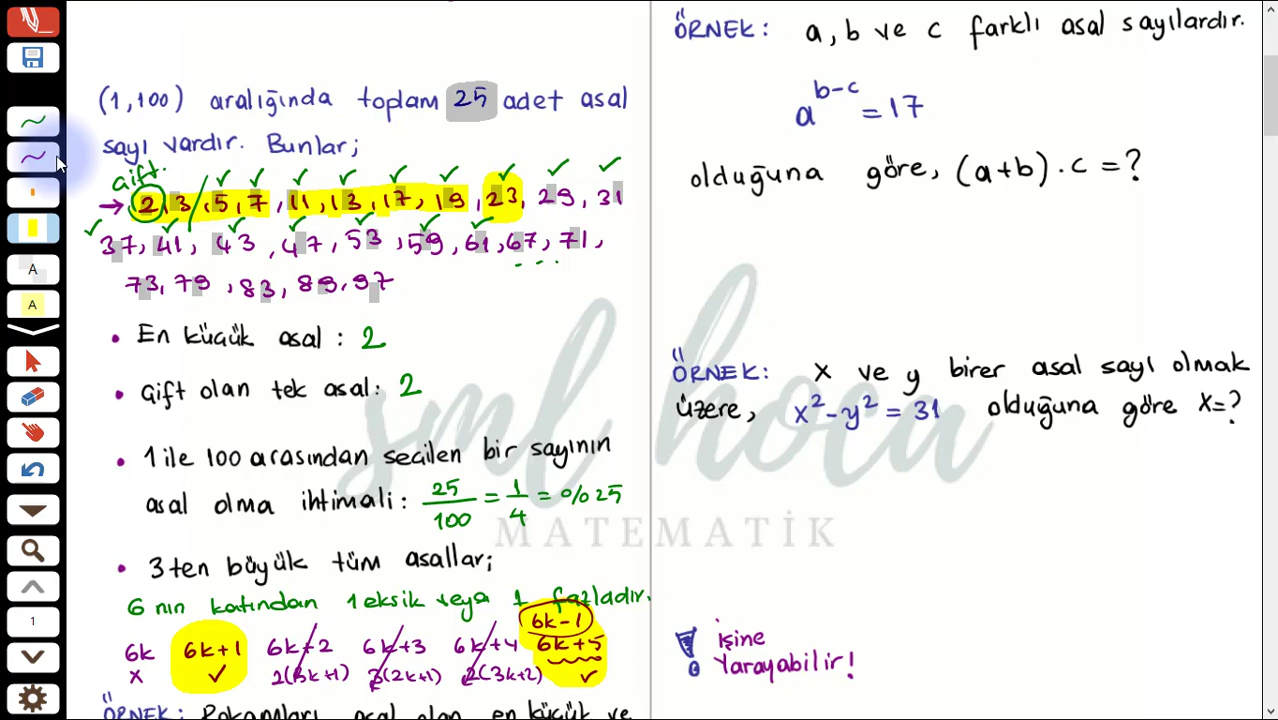 (1,100) aralığında toplam 25 adet asal
sayı vardır. Bunlar;
çift.
→ 2, 3, 5, 7, 11, 13, 17, 19, 23, 29, 31
37, 41, 43, 47, 53, 59, 61, 67, 71,
73, 79, 83, 89, 97
• En küçük asal : 2
• Çift olan tek asal: 2
• 1 ile 100 arasından seçilen bir sayının
asal olma ihtimali: 25/100 = 1/4 = %25
• 3 ten büyük tüm asallar;
6 nın katından 1 eksik veya 1 fazladır.
6k-1
6k 6k+1 6k+2 6k+3 6k+4 6k+5
x ✓ 2(3k+1) 3(2k+1) 2(3k+2) ✓
ÖRNEK: Rakamları asal olan en küçük ve
ÖRNEK: a, b ve c farklı asal sayılardır.
a^(b-c) = 17
olduğuna göre, (a+b).c = ?
ÖRNEK: x ve y birer asal sayı olmak
üzere, x² - y² = 31 olduğuna göre x=?
İşine
Yarayabilir!
sml hoca
MATEMATİK
A
A
1